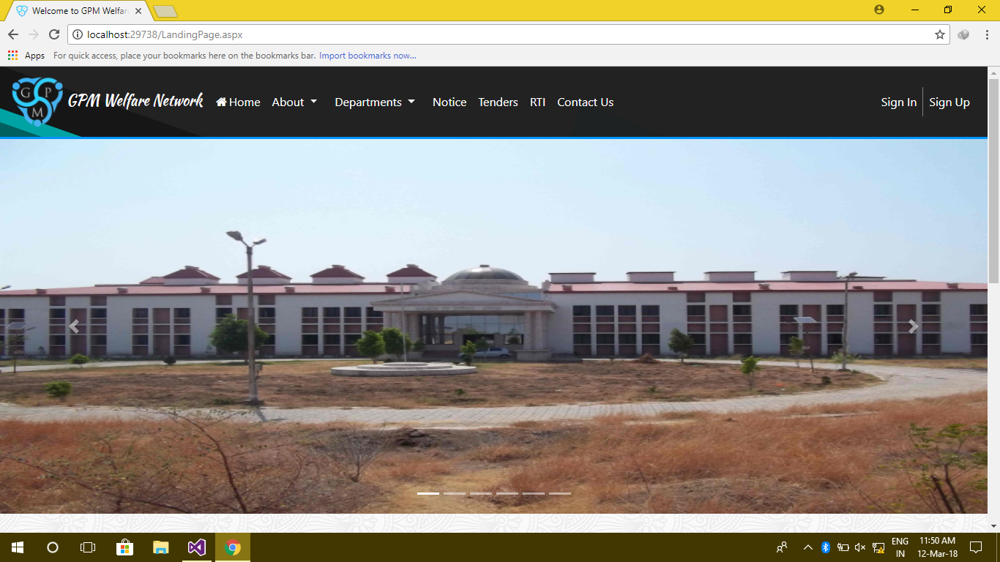 Welcome to GPM Welfar
localhost:29738/LandingPage.aspx
Apps For quick access, place your bookmarks here on the bookmarks bar. Import bookmarks now...
G P M
GPM Welfare Network Home About Departments Notice Tenders RTI Contact Us Sign In Sign Up
ENG 11:50 AM
IN 12-Mar-18